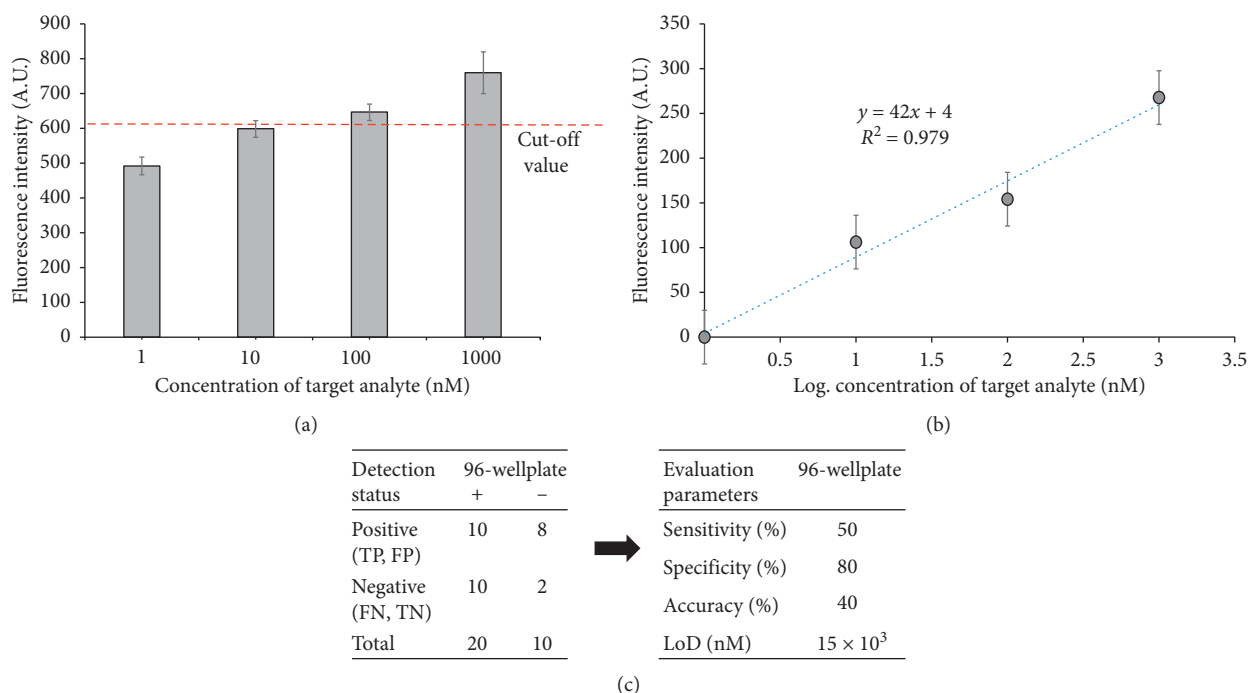 900
800
700
600
500
400
300
200
100
0
Fluorescence intensity (A.U.)
Cut-off
value
1 10 100 1000
Concentration of target analyte (nM)
(a)
350
300
250
200
150
100
50
0
Fluorescence intensity (A.U.)
y = 42x + 4
R² = 0.979
0.5 1 1.5 2 2.5 3 3.5
Log. concentration of target analyte (nM)
(b)
Detection 96-wellplate
status + –
Positive 10 8
(TP, FP)
Negative 10 2
(FN, TN)
Total 20 10
Evaluation 96-wellplate
parameters
Sensitivity (%) 50
Specificity (%) 80
Accuracy (%) 40
LoD (nM) 15 × 10³
(c)